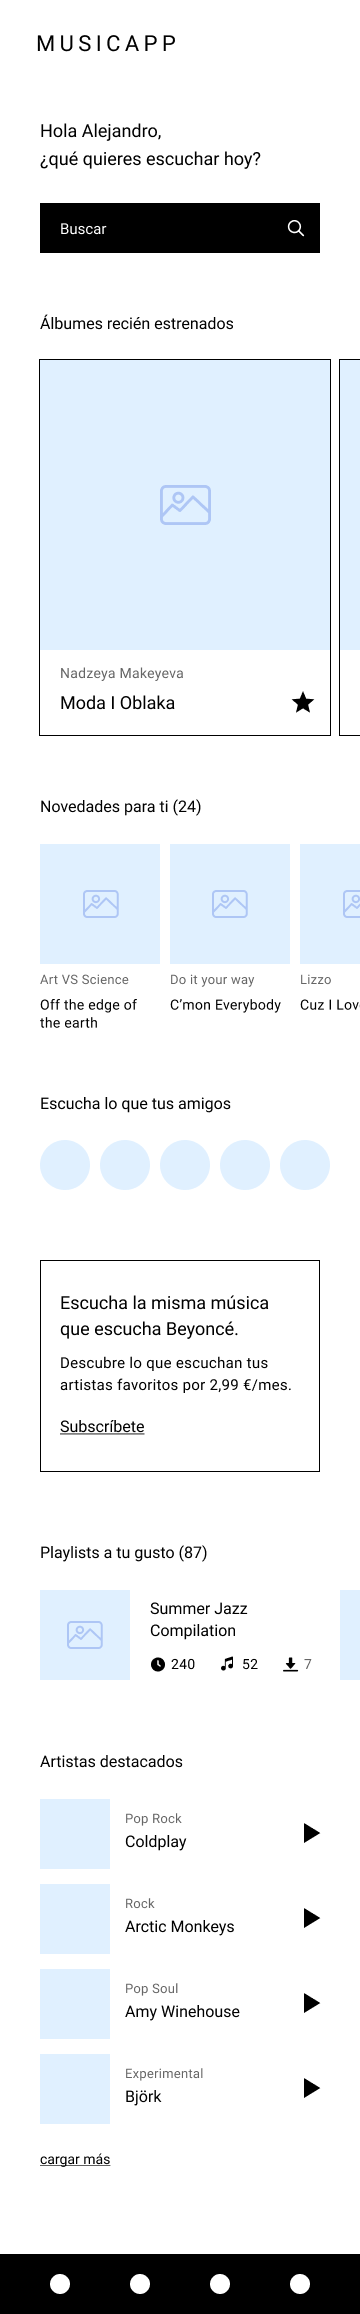 MUSICAPP
Hola Alejandro,
¿qué quieres escuchar hoy?
Buscar
Álbumes recién estrenados
Nadzeya Makeyeva
Moda I Oblaka
Novedades para ti (24)
Art VS Science
Off the edge of
the earth
Do it your way
C’mon Everybody
Lizzo
Cuz I Lov
Escucha lo que tus amigos
Escucha la misma música
que escucha Beyoncé.
Descubre lo que escuchan tus
artistas favoritos por 2,99 €/mes.
Subscríbete
Playlists a tu gusto (87)
Summer Jazz
Compilation
240 52 7
Artistas destacados
Pop Rock
Coldplay
Rock
Arctic Monkeys
Pop Soul
Amy Winehouse
Experimental
Björk
cargar más